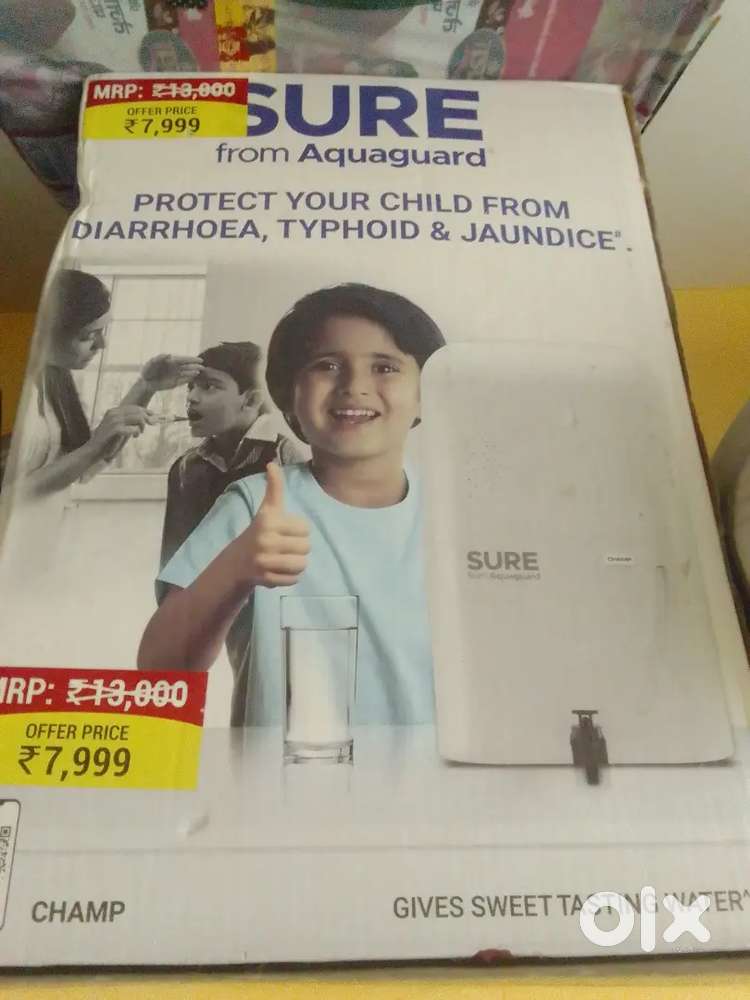 MRP: ₹13,000
OFFER PRICE
₹7,999
SURE
from Aquaguard
PROTECT YOUR CHILD FROM
DIARRHOEA, TYPHOID & JAUNDICE#.
SURE
from Aquaguard
MRP: ₹13,000
OFFER PRICE
₹7,999
CHAMP
GIVES SWEET TASTING WATER^
olx